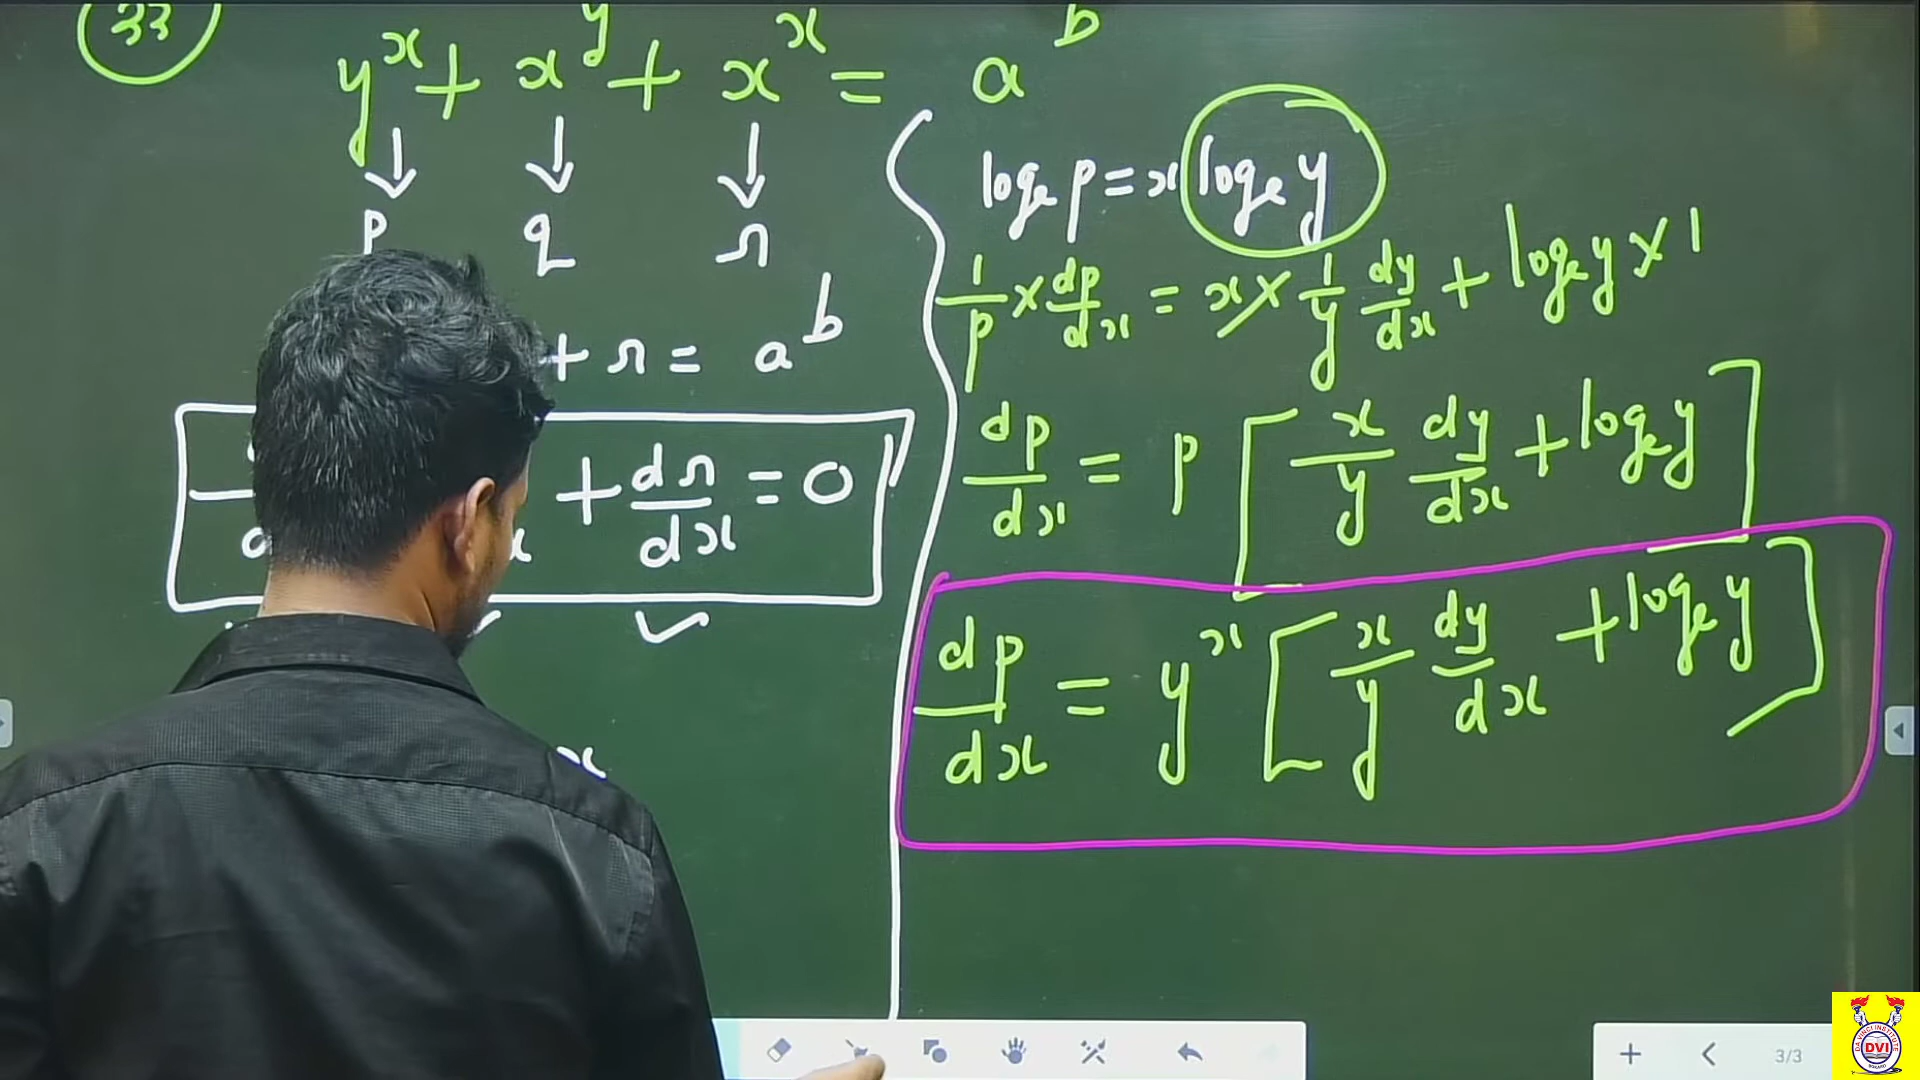 33
y^x + x^y + x^x = a^b
↓ ↓ ↓
p q r
+ r = a^b
+ dr/dx = 0
x
log_e p = x log_e y
1/p × dp/dx = x × 1/y dy/dx + log_e y × 1
dp/dx = p [ x/y dy/dx + log_e y ]
dp/dx = y^x [ x/y dy/dx + log_e y ]
3/3
DVI